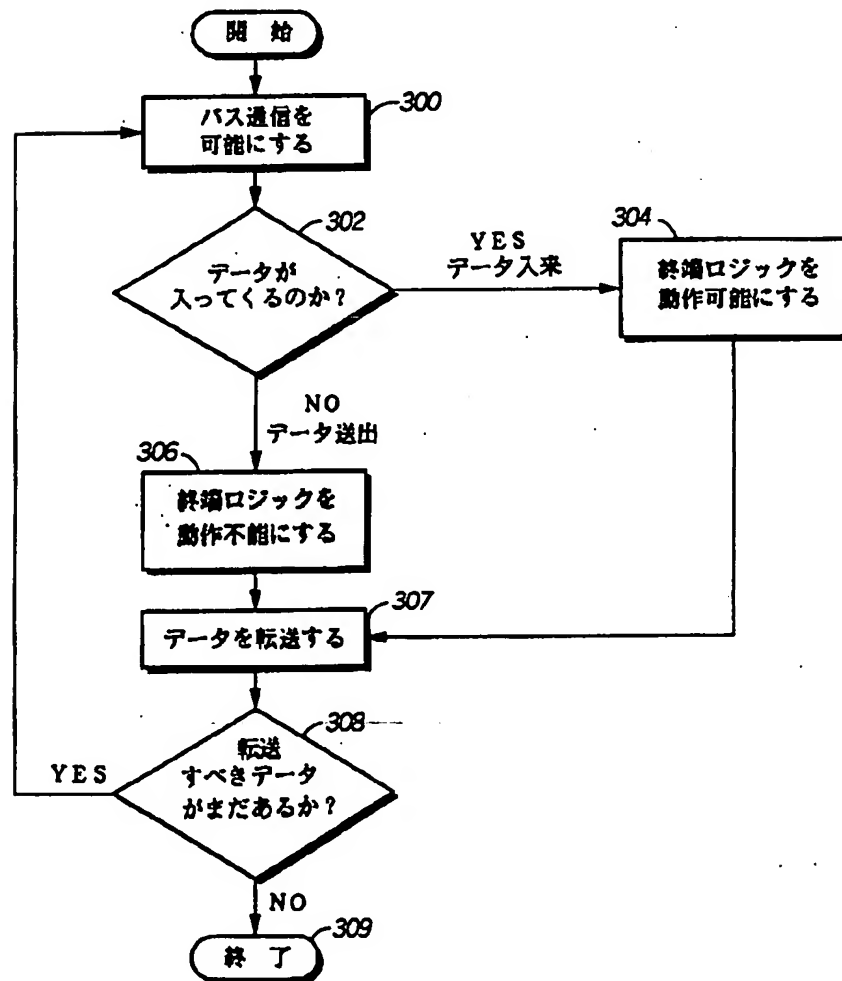 開 始
バス通信を
可能にする
300
302
データが
入ってくるのか?
YES
データ入来
304
終端ロジックを
動作可能にする
NO
データ送出
306
終端ロジックを
動作不能にする
307
データを転送する
308
転送
すべきデータ
がまだあるか?
YES
NO
309
終 了